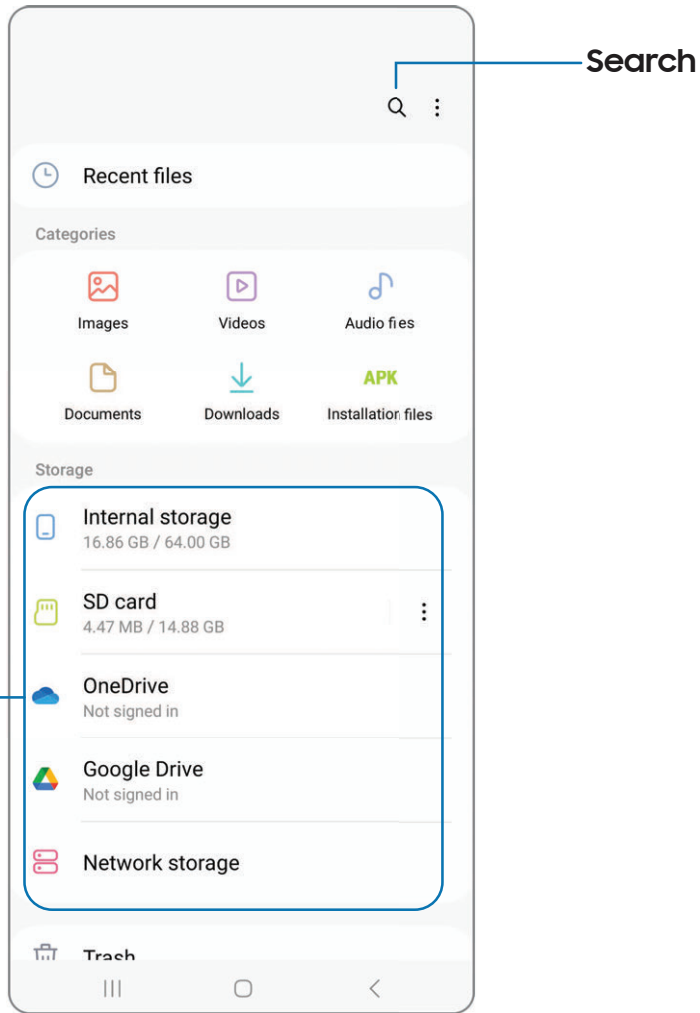 Search
Recent files
Categories
Images Videos Audio fies
Documents Downloads APK Installation files
Storage
Internal storage
16.86 GB / 64.00 GB
SD card
4.47 MB / 14.88 GB
OneDrive
Not signed in
Google Drive
Not signed in
Network storage
Trash